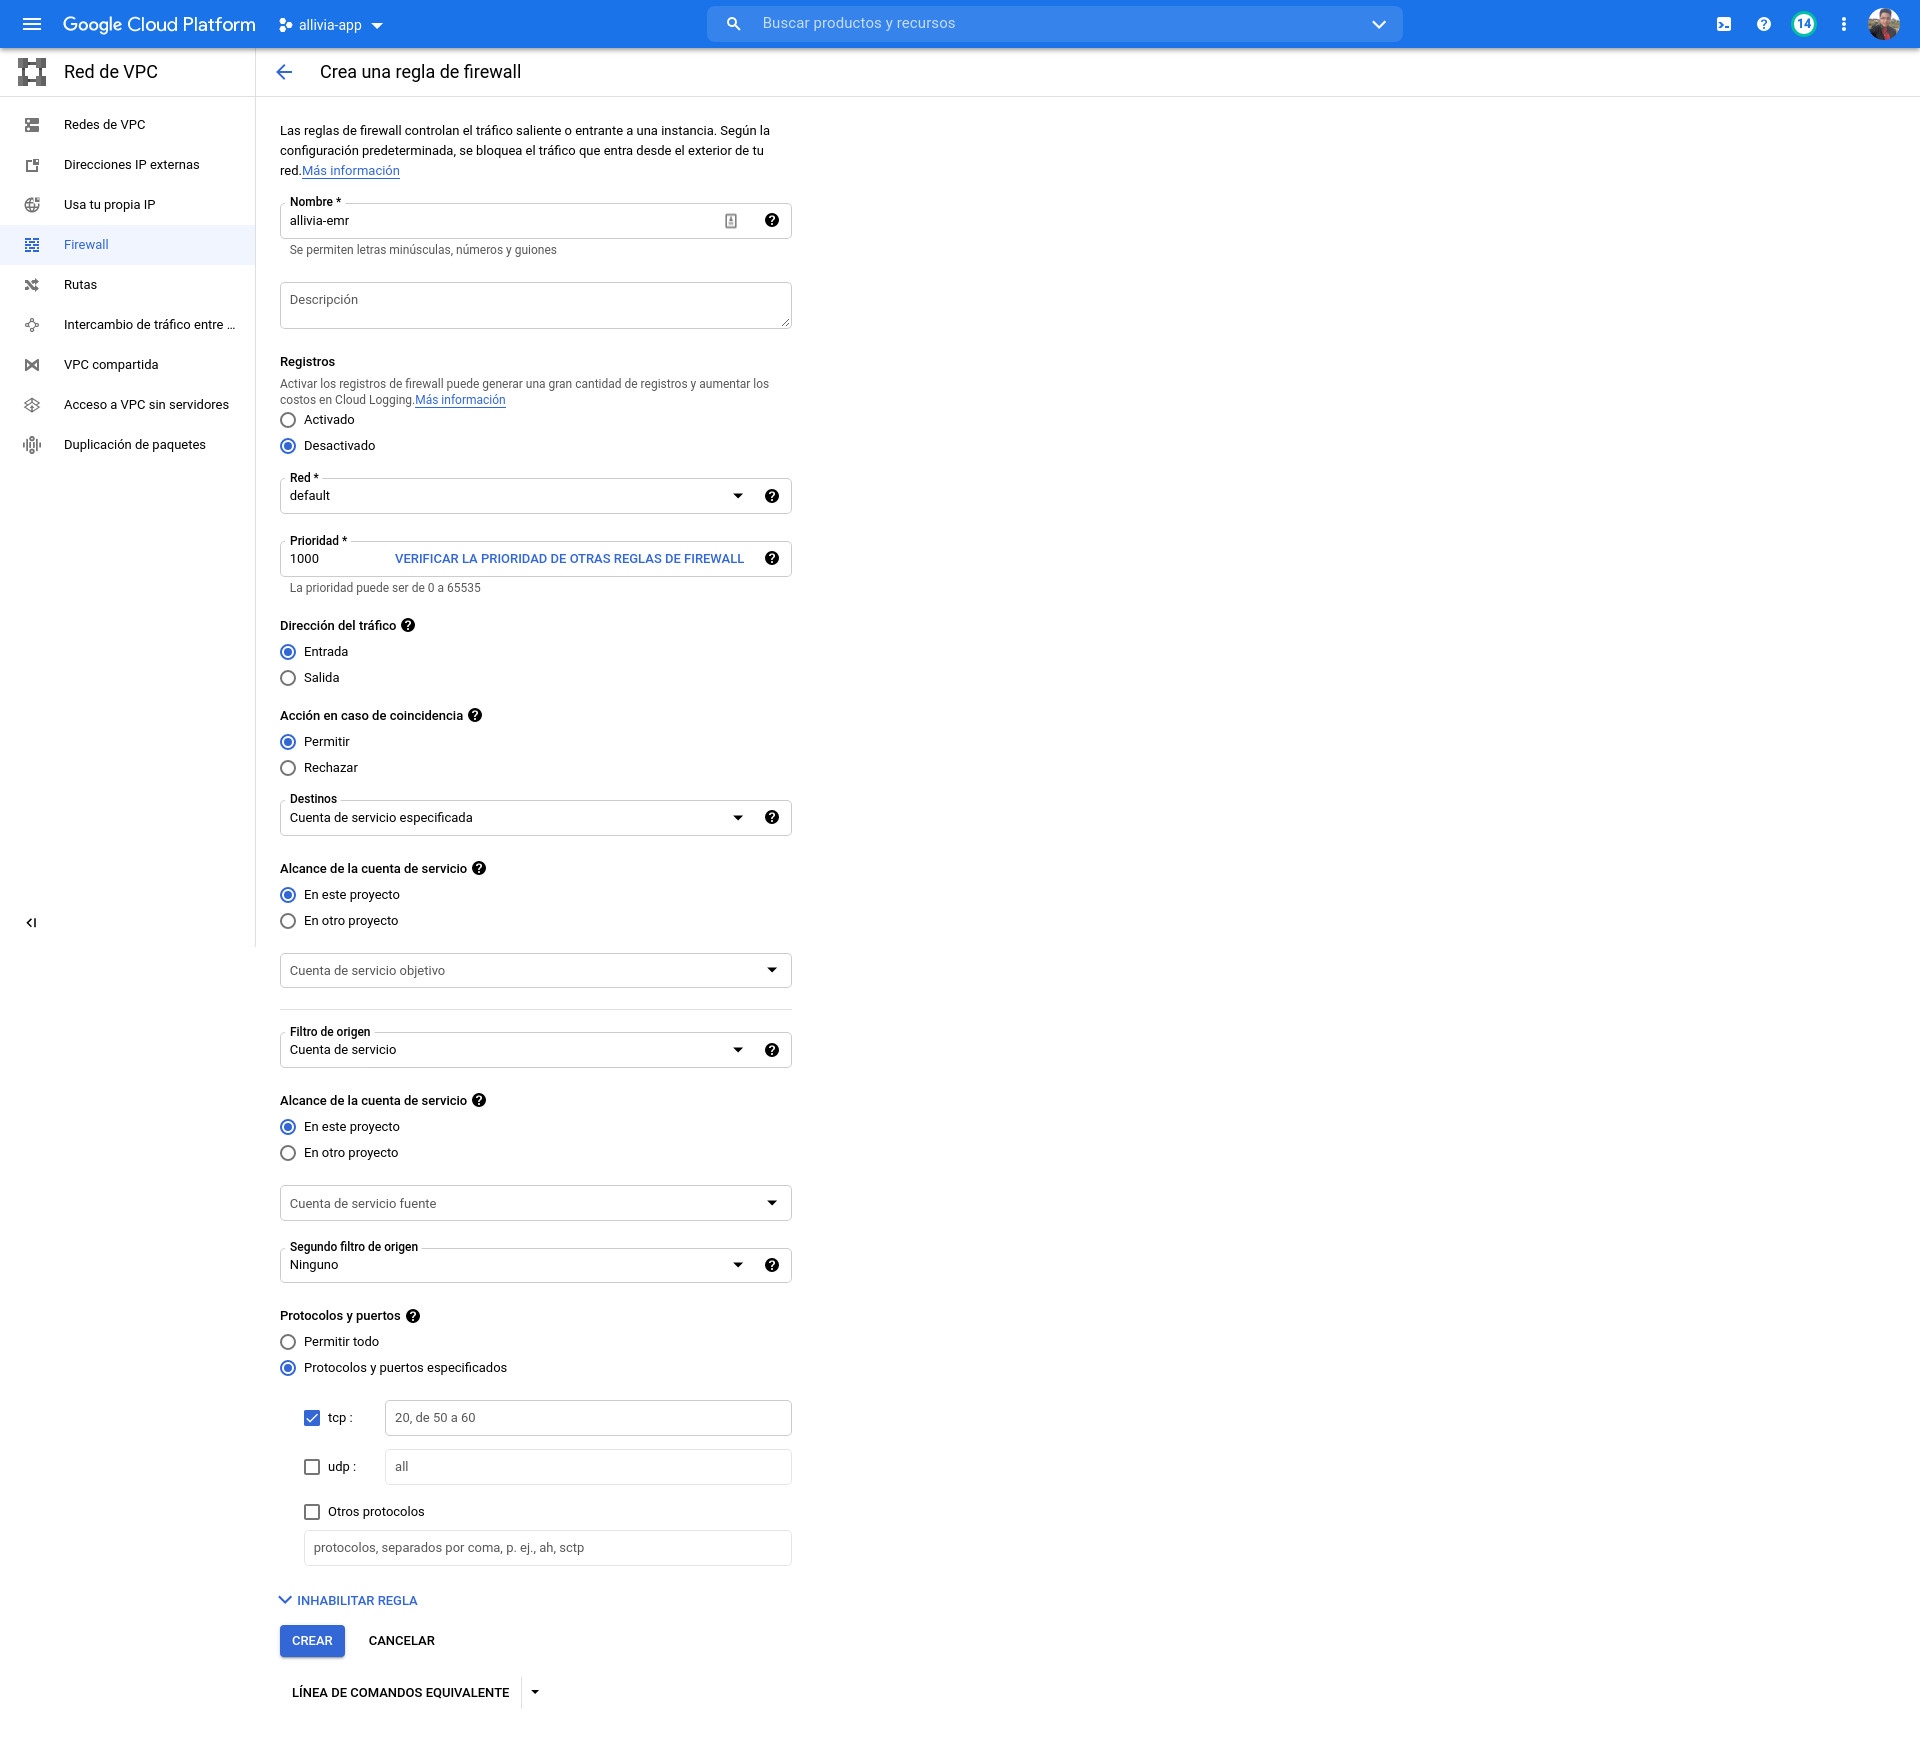 Google Cloud Platform
allivia-app
Buscar productos y recursos
14
Red de VPC
Crea una regla de firewall
Redes de VPC
Direcciones IP externas
Usa tu propia IP
Firewall
Rutas
Intercambio de tráfico entre ...
VPC compartida
Acceso a VPC sin servidores
Duplicación de paquetes
Las reglas de firewall controlan el tráfico saliente o entrante a una instancia. Según la
configuración predeterminada, se bloquea el tráfico que entra desde el exterior de tu
red.Más información
Nombre *
allivia-emr
Se permiten letras minúsculas, números y guiones
Descripción
Registros
Activar los registros de firewall puede generar una gran cantidad de registros y aumentar los
costos en Cloud Logging.Más información
Activado
Desactivado
Red *
default
Prioridad *
1000 VERIFICAR LA PRIORIDAD DE OTRAS REGLAS DE FIREWALL
La prioridad puede ser de 0 a 65535
Dirección del tráfico
Entrada
Salida
Acción en caso de coincidencia
Permitir
Rechazar
Destinos
Cuenta de servicio especificada
Alcance de la cuenta de servicio
En este proyecto
En otro proyecto
Cuenta de servicio objetivo
Filtro de origen
Cuenta de servicio
Alcance de la cuenta de servicio
En este proyecto
En otro proyecto
Cuenta de servicio fuente
Segundo filtro de origen
Ninguno
Protocolos y puertos
Permitir todo
Protocolos y puertos especificados
tcp : 20, de 50 a 60
udp : all
Otros protocolos
protocolos, separados por coma, p. ej., ah, sctp
INHABILITAR REGLA
CREAR CANCELAR
LÍNEA DE COMANDOS EQUIVALENTE